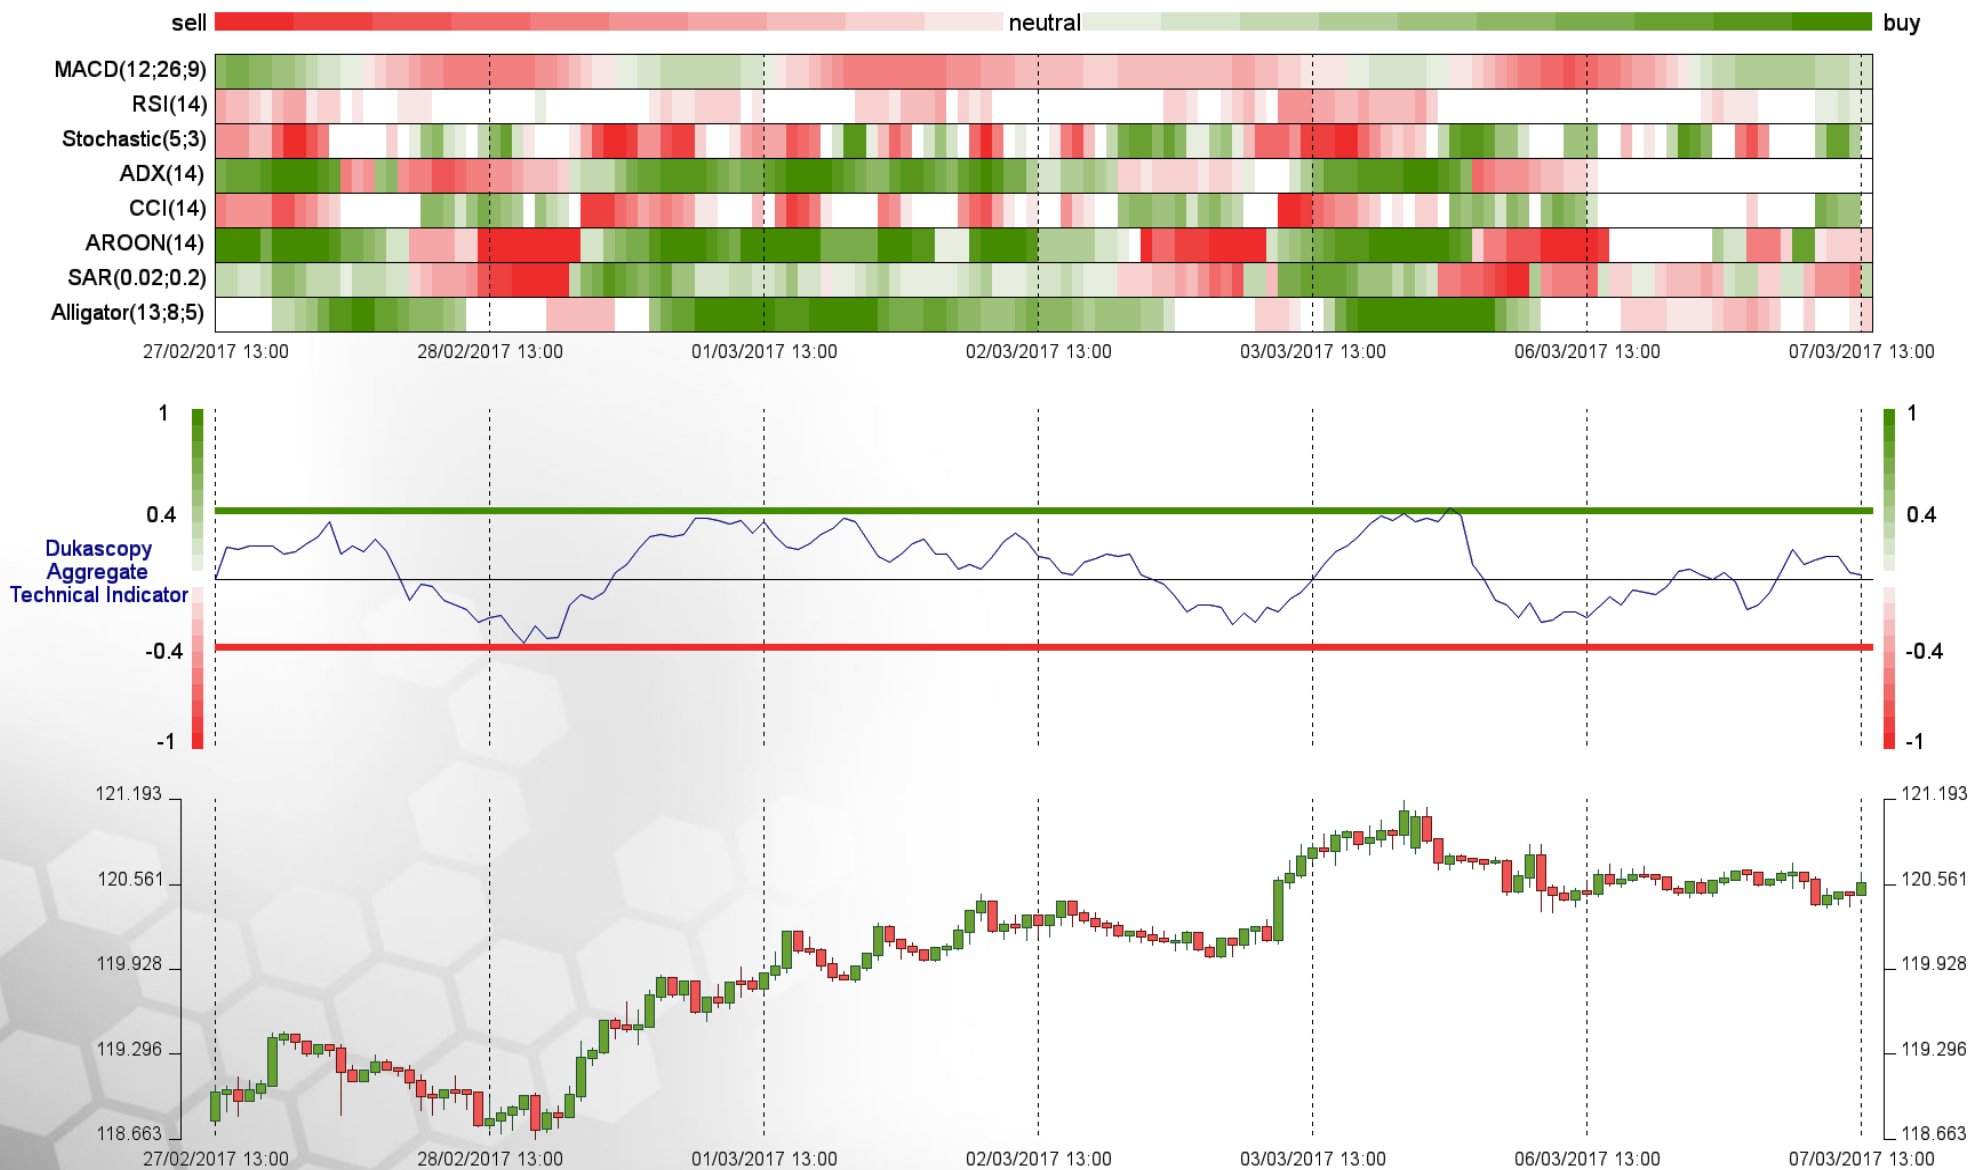 sell neutral buy
MACD(12;26;9)
RSI(14)
Stochastic(5;3)
ADX(14)
CCI(14)
AROON(14)
SAR(0.02;0.2)
Alligator(13;8;5)
27/02/2017 13:00 28/02/2017 13:00 01/03/2017 13:00 02/03/2017 13:00 03/03/2017 13:00 06/03/2017 13:00 07/03/2017 13:00
1 1
0.4 0.4
Dukascopy
Aggregate
Technical Indicator
-0.4 -0.4
-1 -1
121.193 121.193
120.561 120.561
119.928 119.928
119.296 119.296
118.663 118.663
27/02/2017 13:00 28/02/2017 13:00 01/03/2017 13:00 02/03/2017 13:00 03/03/2017 13:00 06/03/2017 13:00 07/03/2017 13:00